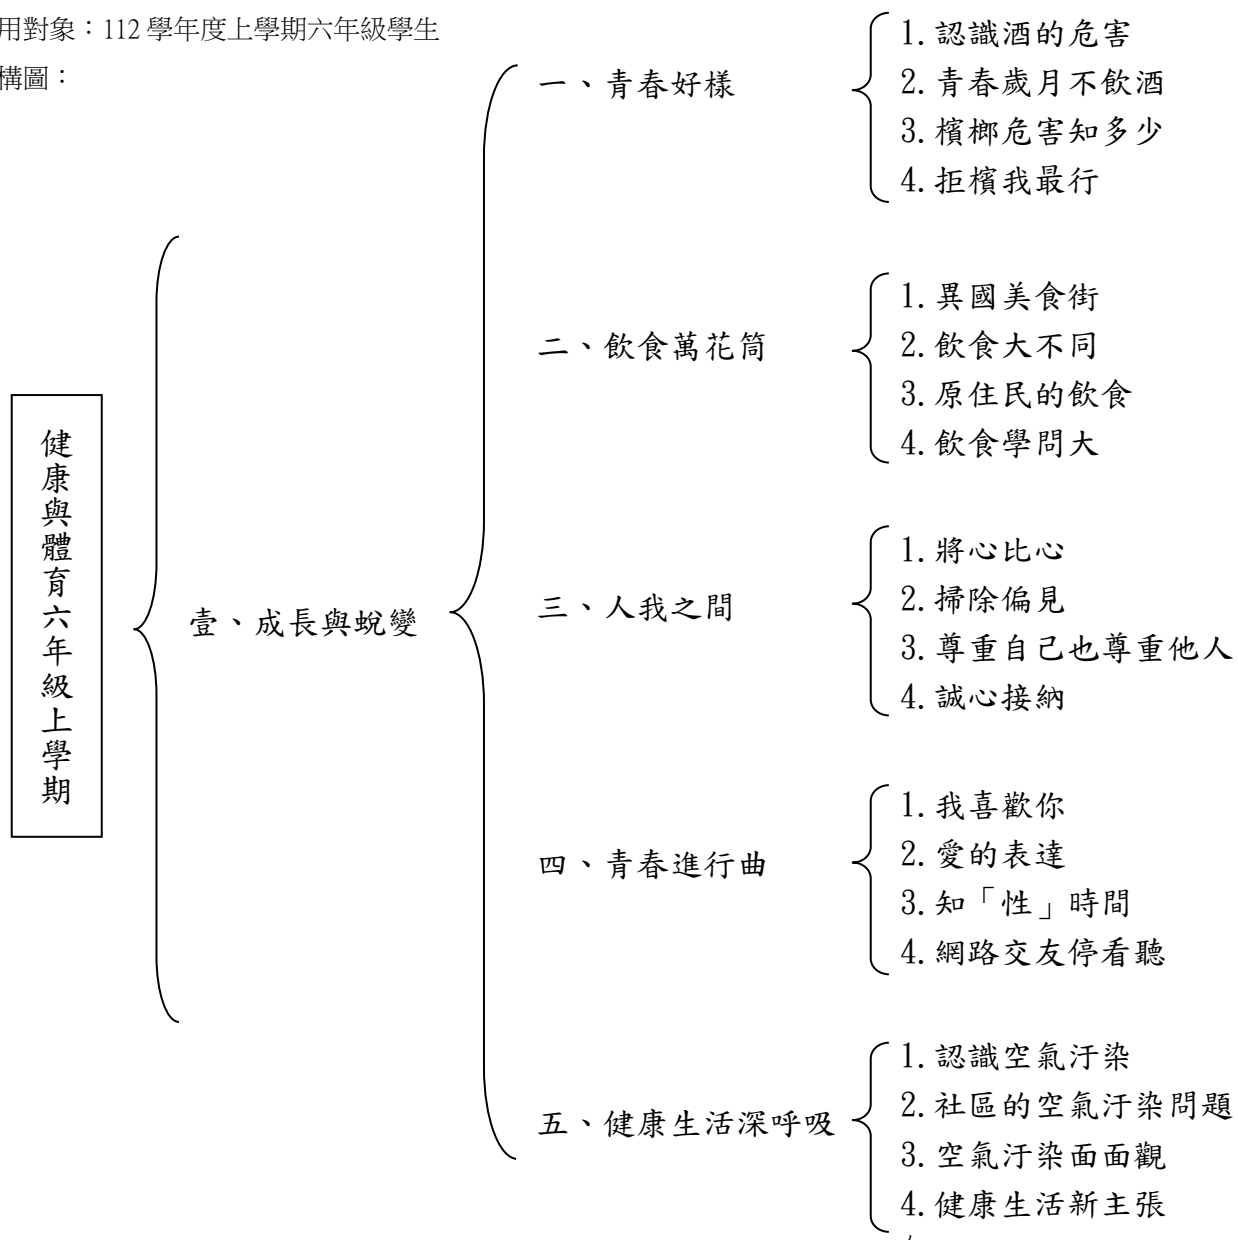 用對象：112 學年度上學期六年級學生
構圖：
健康與體育六年級上學期
壹、成長與蛻變
一、青春好樣
1.認識酒的危害
2.青春歲月不飲酒
3.檳榔危害知多少
4.拒檳我最行
二、飲食萬花筒
1.異國美食街
2.飲食大不同
3.原住民的飲食
4.飲食學問大
三、人我之間
1.將心比心
2.掃除偏見
3.尊重自己也尊重他人
4.誠心接納
四、青春進行曲
1.我喜歡你
2.愛的表達
3.知「性」時間
4.網路交友停看聽
五、健康生活深呼吸
1.認識空氣汙染
2.社區的空氣汙染問題
3.空氣汙染面面觀
4.健康生活新主張